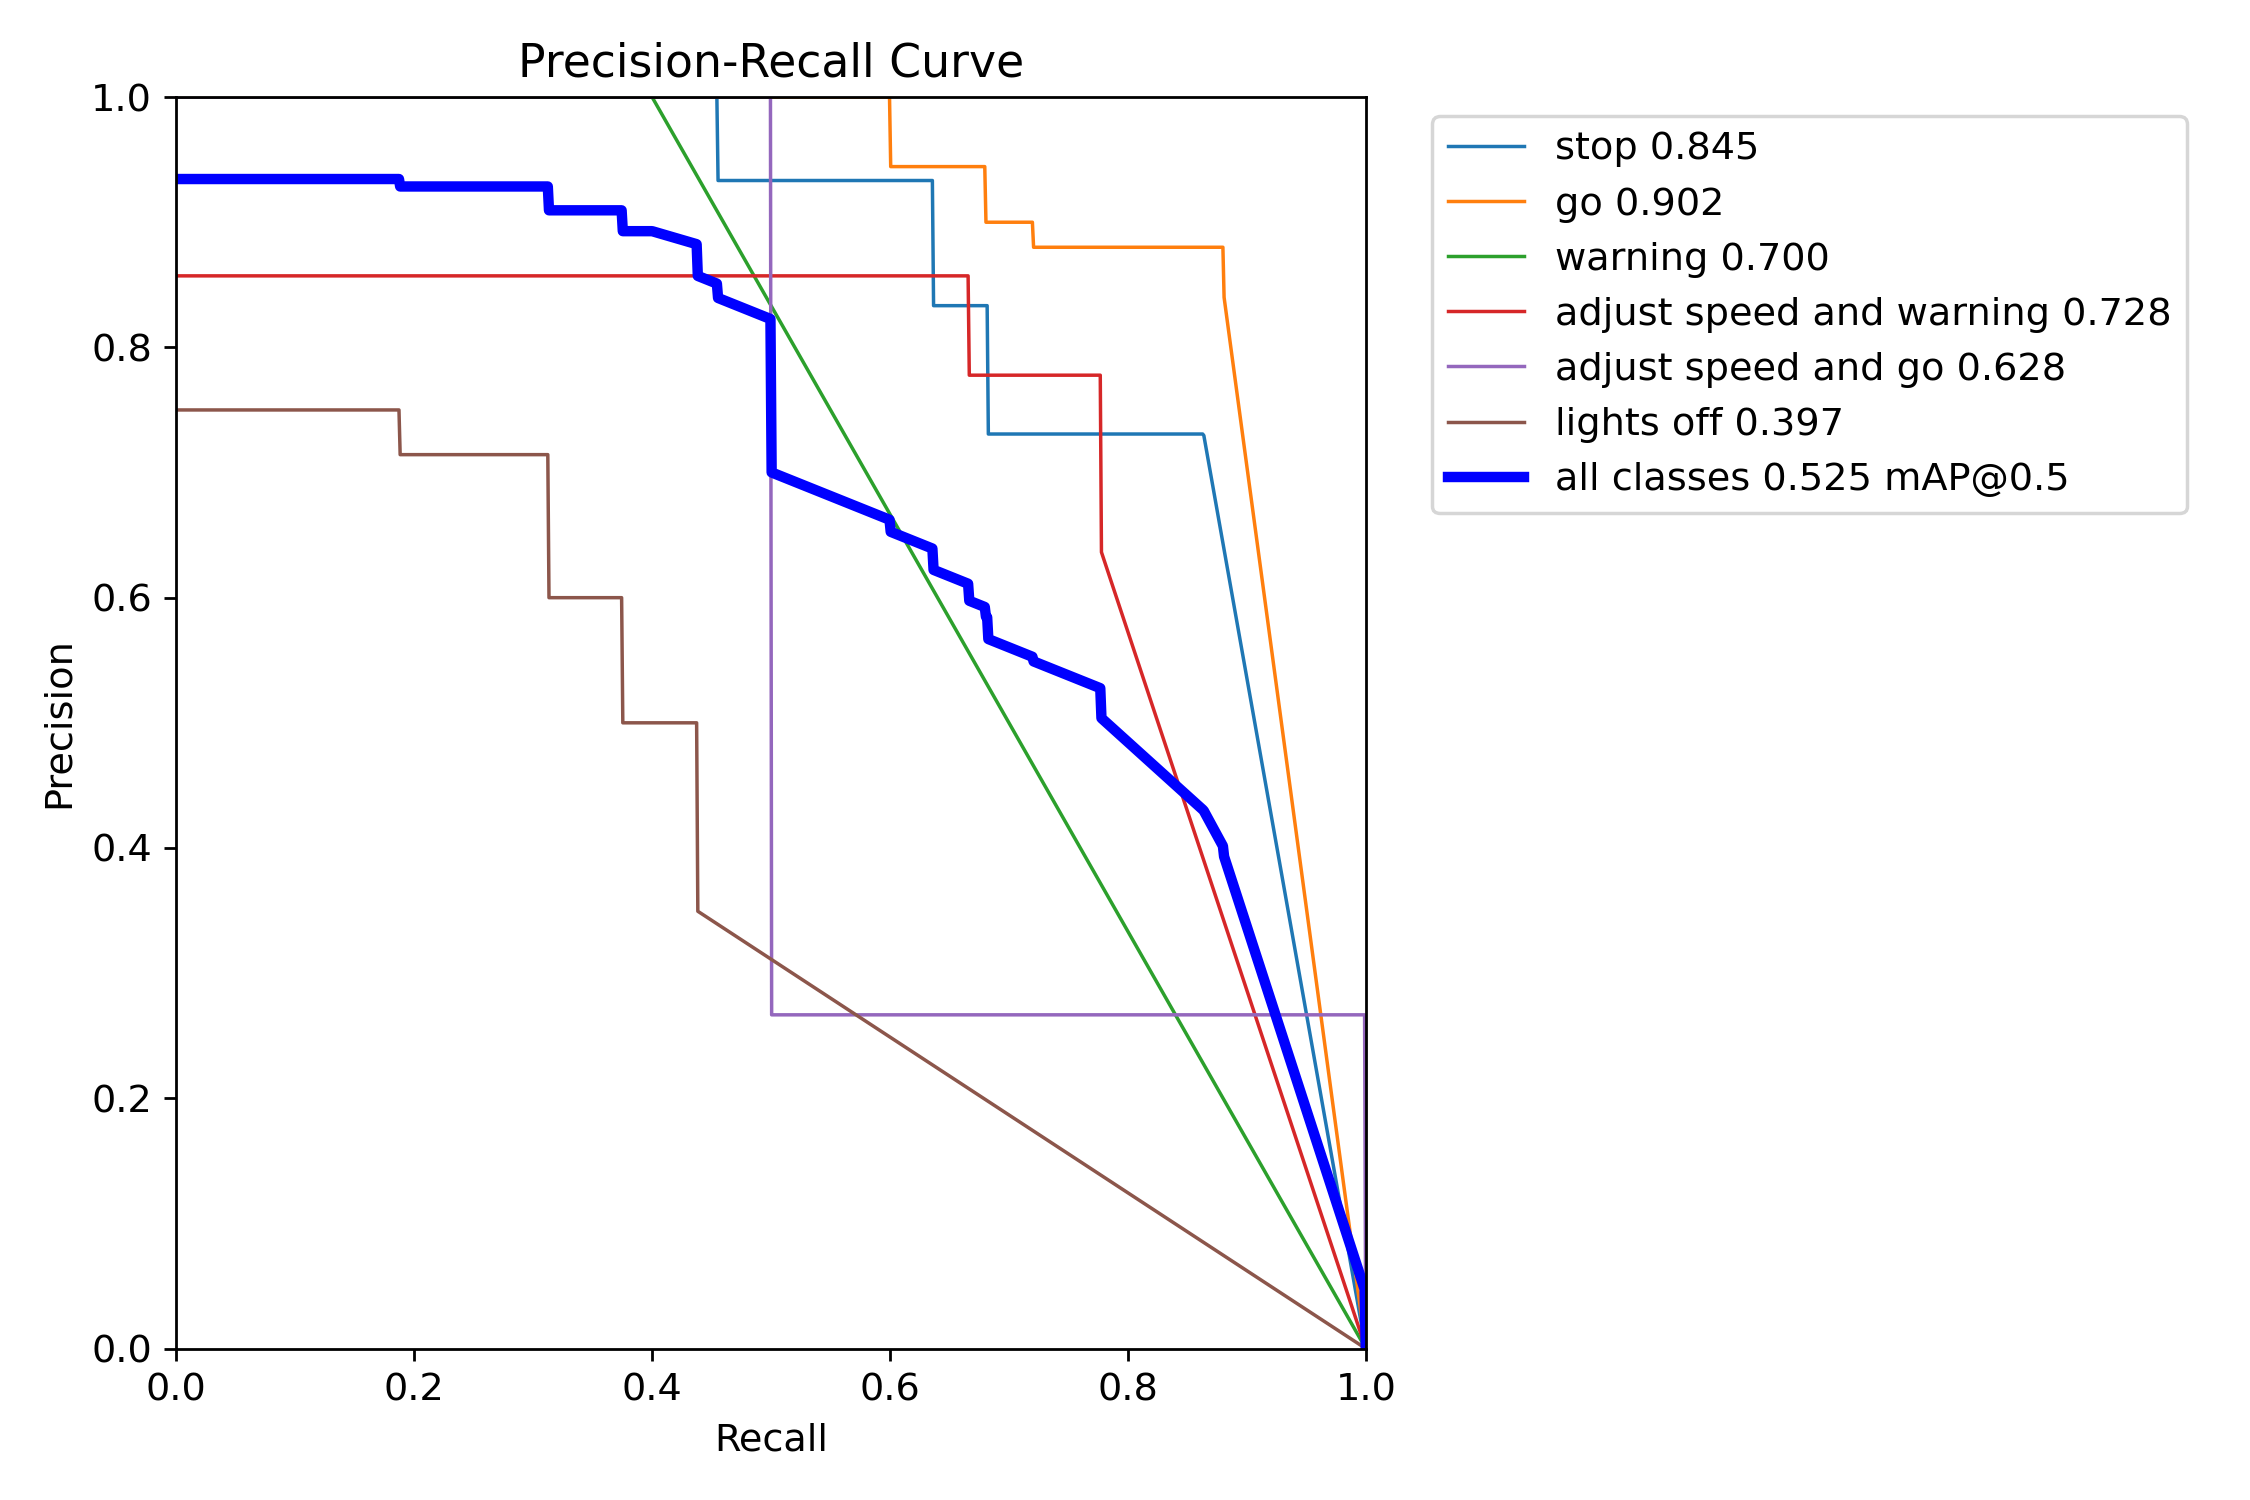 Precision-Recall Curve
1.0
0.8
0.6
0.4
0.2
0.0
Precision
0.0 0.2 0.4 0.6 0.8 1.0
Recall
stop 0.845
go 0.902
warning 0.700
adjust speed and warning 0.728
adjust speed and go 0.628
lights off 0.397
all classes 0.525 mAP@0.5